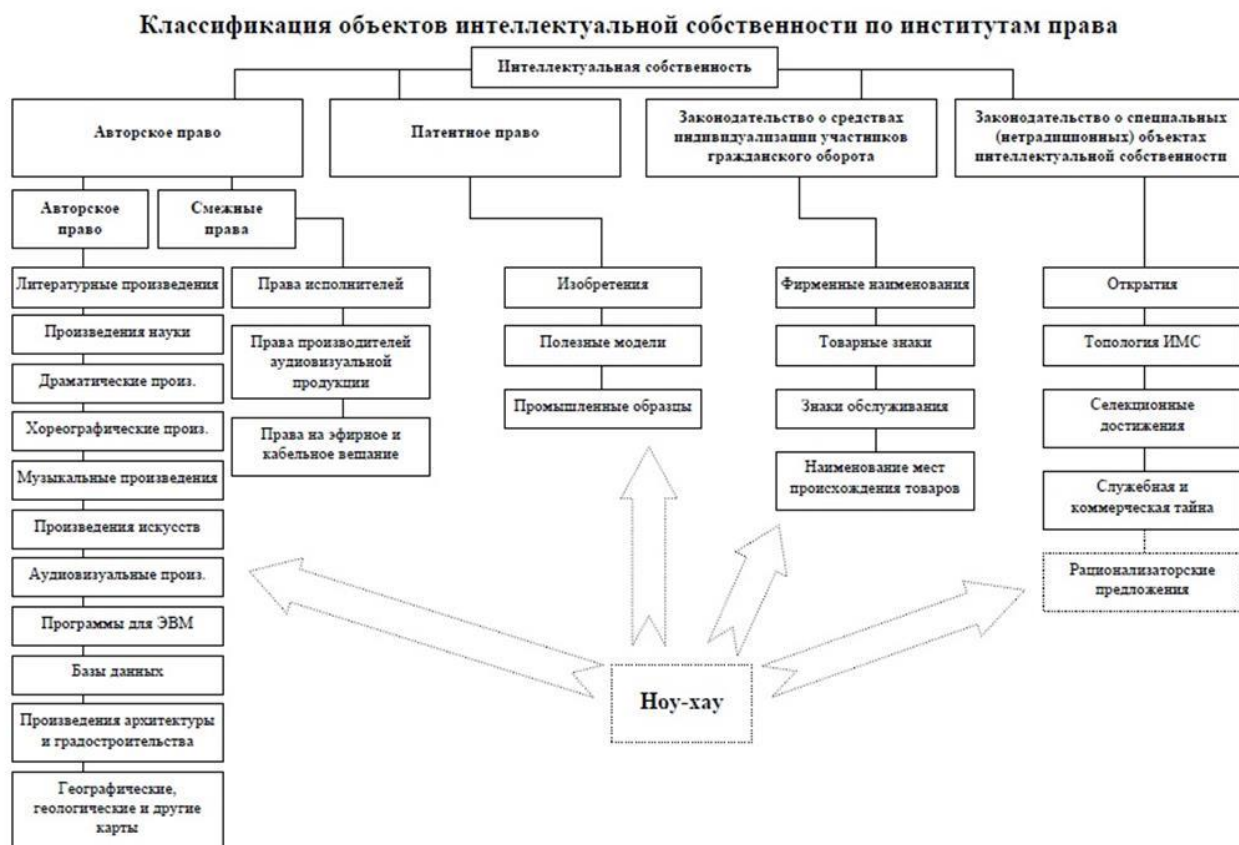 Классификация объектов интеллектуальной собственности по институтам права
Интеллектуальная собственность
Авторское право
Патентное право
Законодательство о средствах
индивидуализации участников
гражданского оборота
Законодательство о специальных
(нетрадиционных) объектах
интеллектуальной собственности
Авторское
право
Смежные
права
Литературные произведения
Произведения науки
Драматические произ.
Хореографические произ.
Музыкальные произведения
Произведения искусств
Аудиовизуальные произ.
Программы для ЭВМ
Базы данных
Произведения архитектуры
и градостроительства
Географические,
геологические и другие
карты
Права исполнителей
Права производителей
аудиовизуальной
продукции
Права на эфирное и
кабельное вещание
Изобретения
Полезные модели
Промышленные образцы
Фирменные наименования
Товарные знаки
Знаки обслуживания
Наименование мест
происхождения товаров
Открытия
Топология ИМС
Селекционные
достижения
Служебная и
коммерческая тайна
Рационализаторские
предложения
Ноу-хау